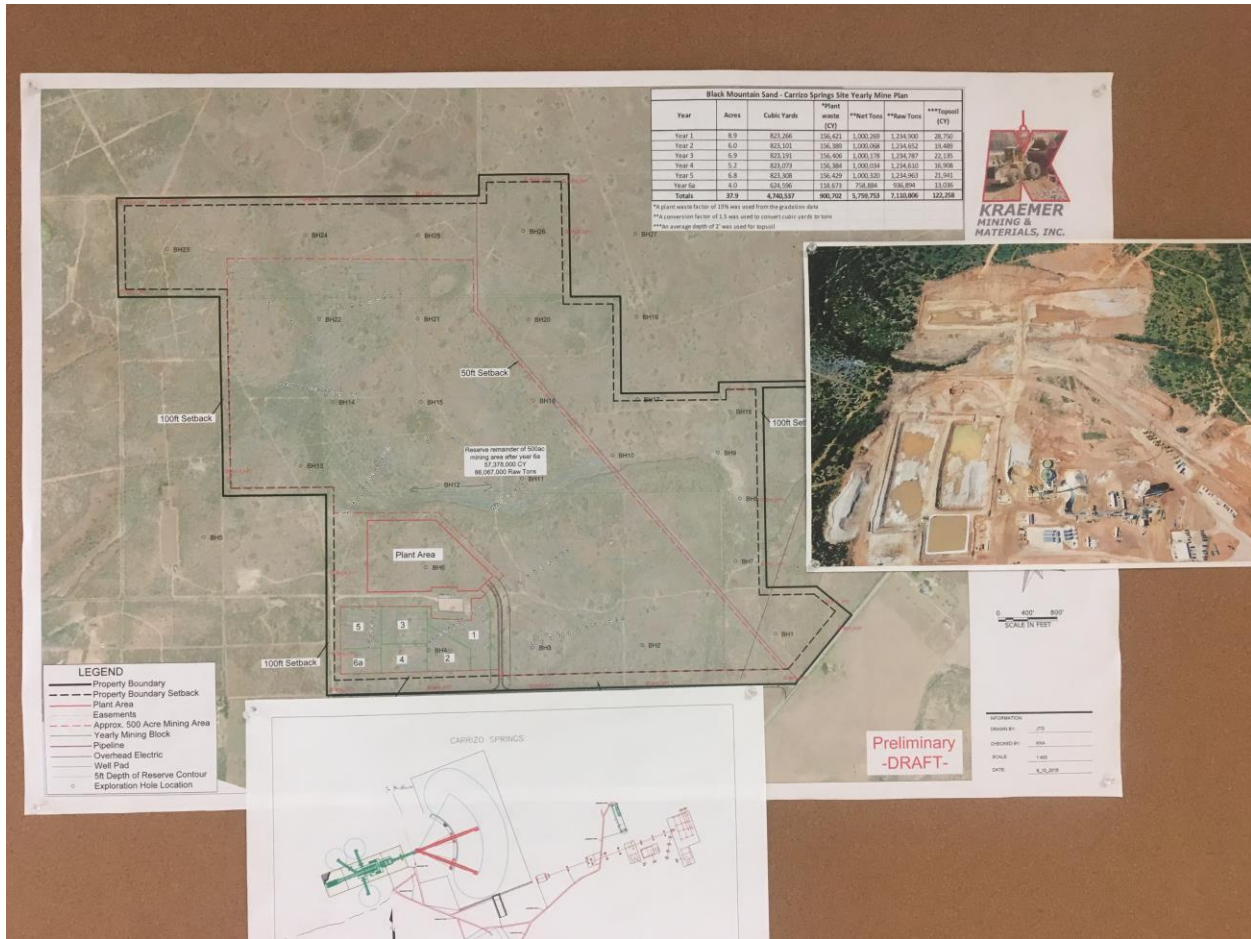 Black Mountain Sand - Carrizo Springs Site Yearly Mine Plan
Year Acres Cubic Yards *Plant waste (CY) **Net Tons **Raw Tons ***Topsoil (CY)
Year 1 8.9 823,266 156,421 1,000,269 1,234,900 28,750
Year 2 6.0 823,101 156,389 1,000,068 1,234,652 19,489
Year 3 6.9 823,191 156,406 1,000,178 1,234,787 22,135
Year 4 5.2 823,073 156,384 1,000,034 1,234,610 16,908
Year 5 6.8 823,308 156,429 1,000,320 1,234,963 21,941
Year 6a 4.0 624,596 118,673 758,884 936,894 13,036
Totals 37.9 4,740,537 900,702 5,759,753 7,110,806 122,258
*A plant waste factor of 19% was used from the gradation data
**A conversion factor of 1.5 was used to convert cubic yards to tons
***An average depth of 2' was used for topsoil
K
KRAEMER
MINING &
MATERIALS, INC.
BH23
BH24
BH25
BH26
BH27
BH22
BH21
BH20
BH19
50ft Setback
100ft Setback
BH14
BH15
BH16
BH17
BH18
100ft Set
Reserve remainder of 500ac
mining area after year 6a
57,378,000 CY
86,067,000 Raw Tons
BH13
BH12
BH11
BH10
BH9
BH5
Plant Area
BH6
BH7
5
3
1
6a
4
2
BH4
BH3
BH2
BH1
100ft Setback
LEGEND
Property Boundary
Property Boundary Setback
Plant Area
Easements
Approx. 500 Acre Mining Area
Yearly Mining Block
Pipeline
Overhead Electric
Well Pad
5ft Depth of Reserve Contour
Exploration Hole Location
0 400' 800'
SCALE IN FEET
Preliminary
-DRAFT-
INFORMATION
DRAWN BY:
CHECKED BY:
SCALE
DATE:
CARRIZO SPRINGS